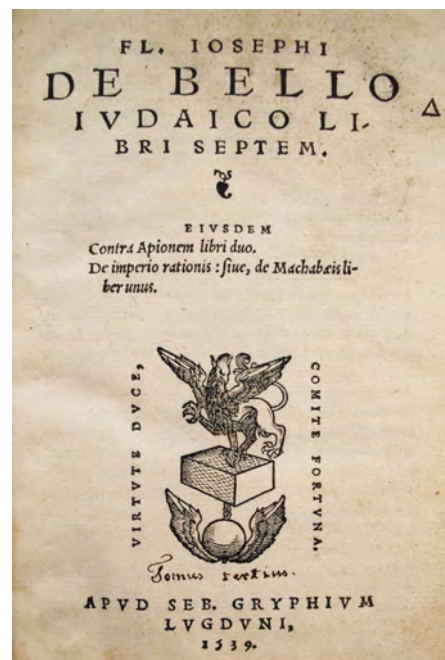 FL. IOSEPHI
DE BELLO
IVDAICO LI-
BRI SEPTEM.
EIVSDEM
Contra Apionem libri duo.
De imperio rationis : siue, de Machabæis li-
ber unus.
VIRTVTE DVCE,
COMITE FORTVNA.
Tomus tertius.
APVD SEB. GRYPHIVM
LVGDVNI,
1539.